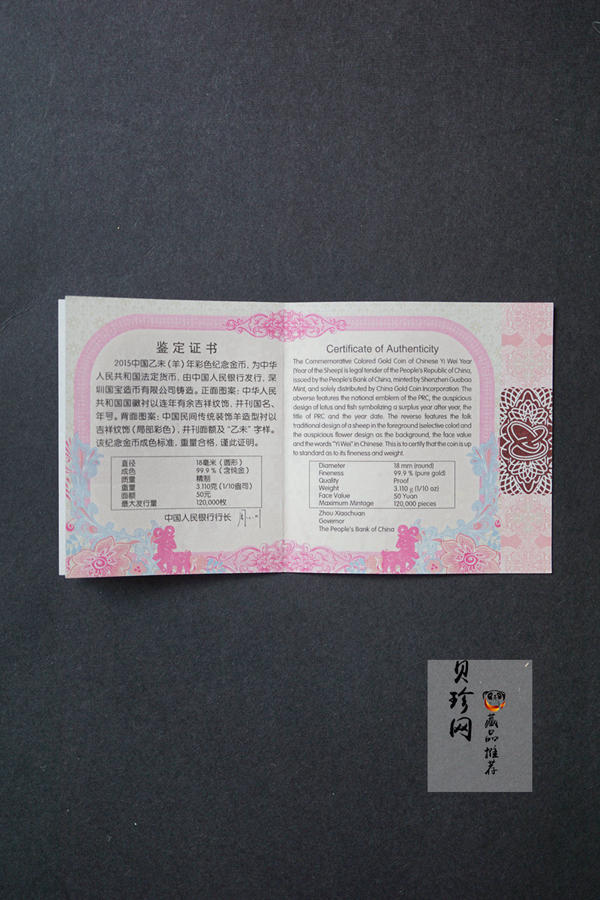 鉴定证书
2015中国乙未（羊）年彩色纪念金币，为中华
人民共和国法定货币，由中国人民银行发行，深
圳国宝造币有限公司铸造。正面图案：中华人民
共和国国徽衬以连年有余吉祥纹饰，并刊国名、
年号。背面图案：中国民间传统装饰羊造型衬以
吉祥纹饰（局部彩色），并刊面额及“乙未”字样。
该纪念金币成色标准，重量合格，谨此证明。
直径 18毫米（圆形）
成色 99.9％（含纯金）
质量 精制
重量 3.110克（1/10盎司）
面额 50元
最大发行量 120,000枚
中国人民银行行长
Certificate of Authenticity
The Commemorative Colored Gold Coin of Chinese Yi Wei Year
(Year of the Sheep) is legal tender of the People's Republic of China,
issued by the People's Bank of China, minted by Shenzhen Guobao
Mint, and solely distributed by China Gold Coin Incorporation. The
obverse features the national emblem of the PRC, the auspicious
design of lotus and fish symbolizing a surplus year after year, the
title of PRC and the year date. The reverse features the folk
traditional design of a sheep in the foreground (selective color) and
the auspicious flower design as the background, the face value
and the words "Yi Wei" in Chinese. This is to certify that the coin is up
to standard as to its fineness and weight.
Diameter 18 mm (round)
Fineness 99.9 % (pure gold)
Quality Proof
Weight 3.110 g (1/10 oz)
Face Value 50 Yuan
Maximum Mintage 120,000 pieces
Zhou Xiaochuan
Governor
The People's Bank of China
贝珍网
藏品推荐